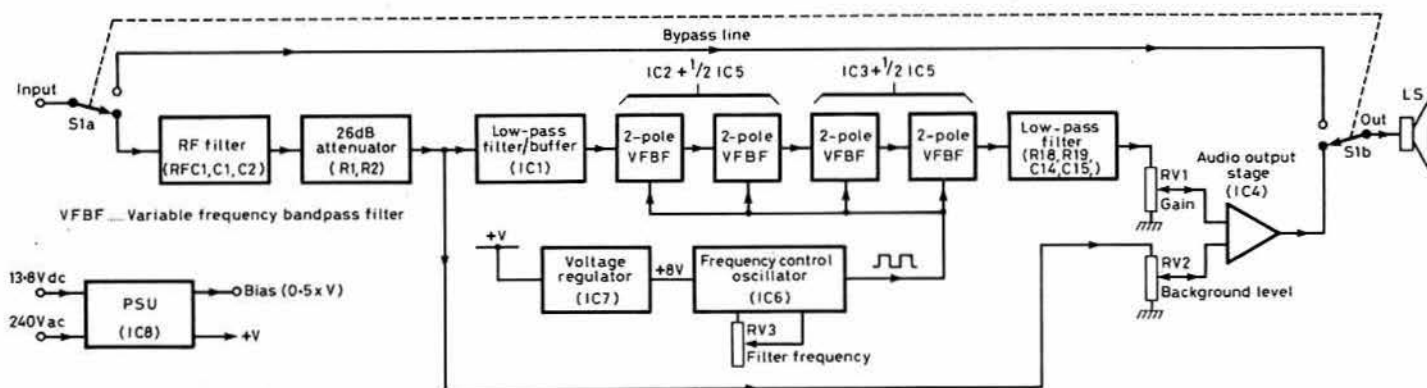 Bypass line
Input
S1a
RF filter
(RFC1,C1,C2)
26dB
attenuator
(R1,R2)
Low-pass
filter/buffer
(IC1)
IC2+1/2 IC5
2-pole
VFBF
2-pole
VFBF
IC3+1/2 IC5
2-pole
VFBF
2-pole
VFBF
Low-pass
filter
(R18,R19,
C14,C15,)
RV1
Gain
Audio output
stage
(IC4)
Out
S1b
LS
VFBF __ Variable frequency bandpass filter
+V
Voltage
regulator
(IC7)
+8V
Frequency control
oscillator
(IC6)
RV3
Filter frequency
RV2
Background level
13·8Vdc
240Vac
PSU
(IC8)
Bias (0·5xV)
+V